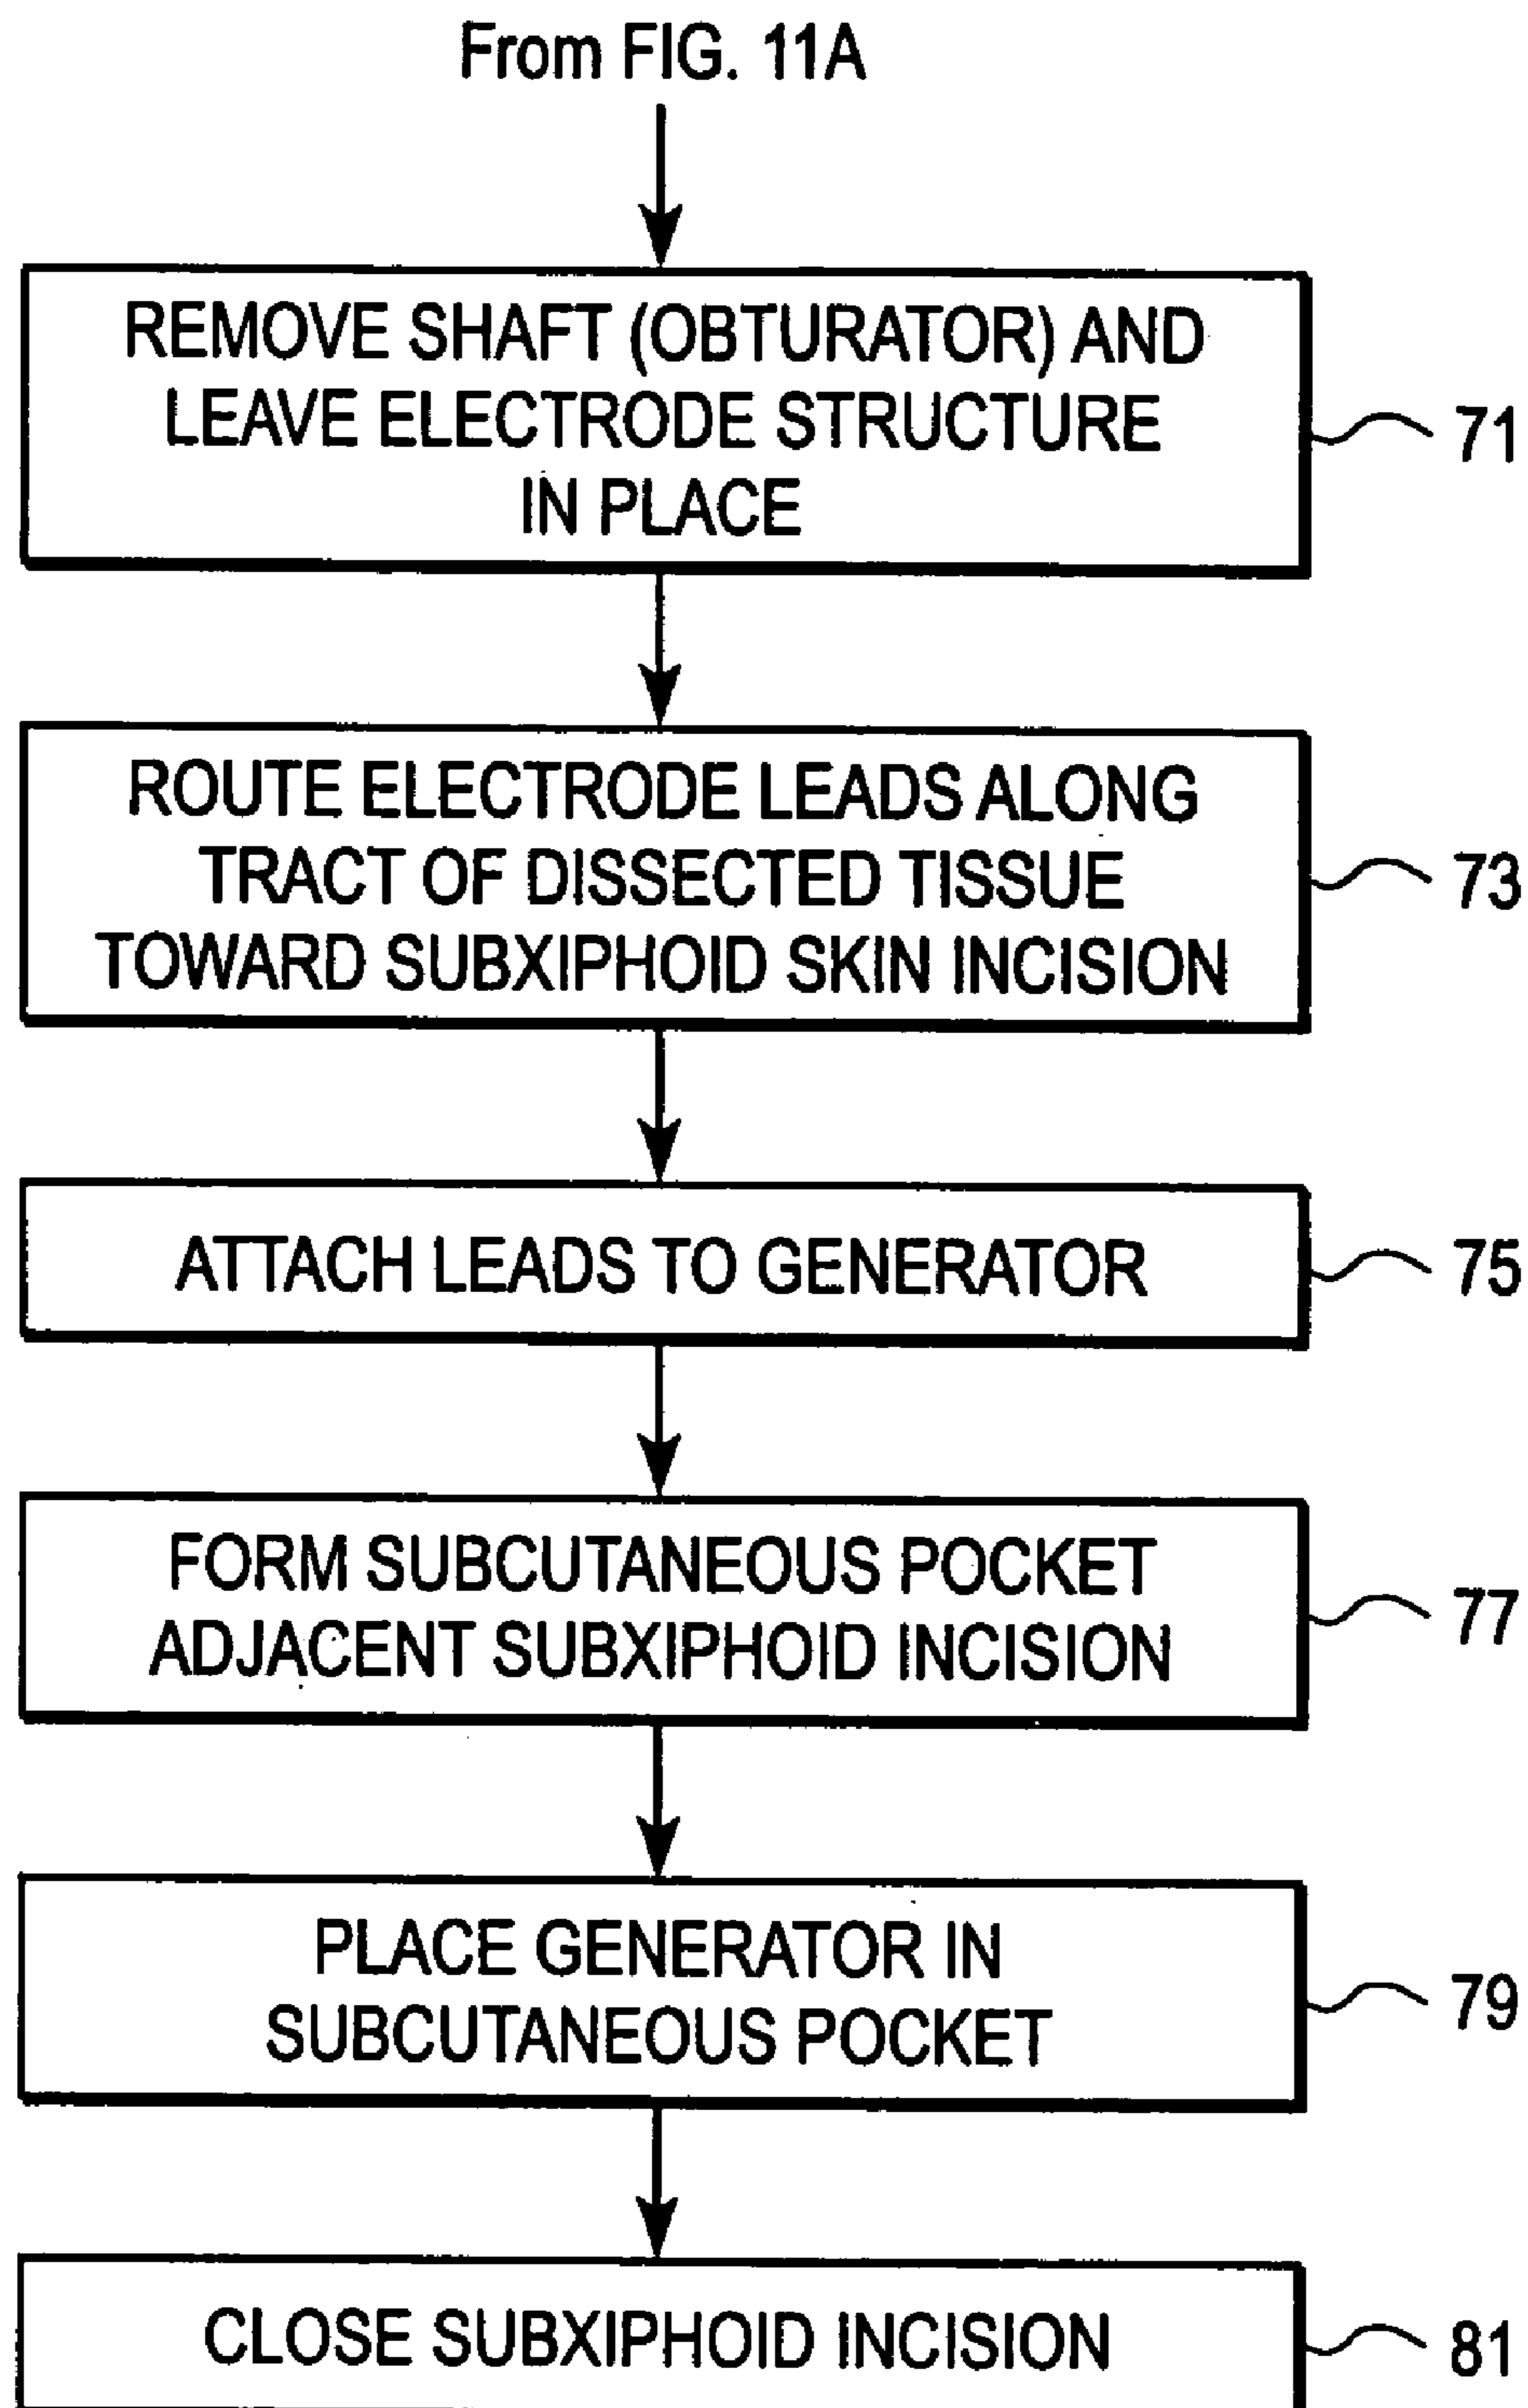 From FIG. 11A
REMOVE SHAFT (OBTURATOR) AND
LEAVE ELECTRODE STRUCTURE
IN PLACE
71
ROUTE ELECTRODE LEADS ALONG
TRACT OF DISSECTED TISSUE
TOWARD SUBXIPHOID SKIN INCISION
73
ATTACH LEADS TO GENERATOR
75
FORM SUBCUTANEOUS POCKET
ADJACENT SUBXIPHOID INCISION
77
PLACE GENERATOR IN
SUBCUTANEOUS POCKET
79
CLOSE SUBXIPHOID INCISION
81